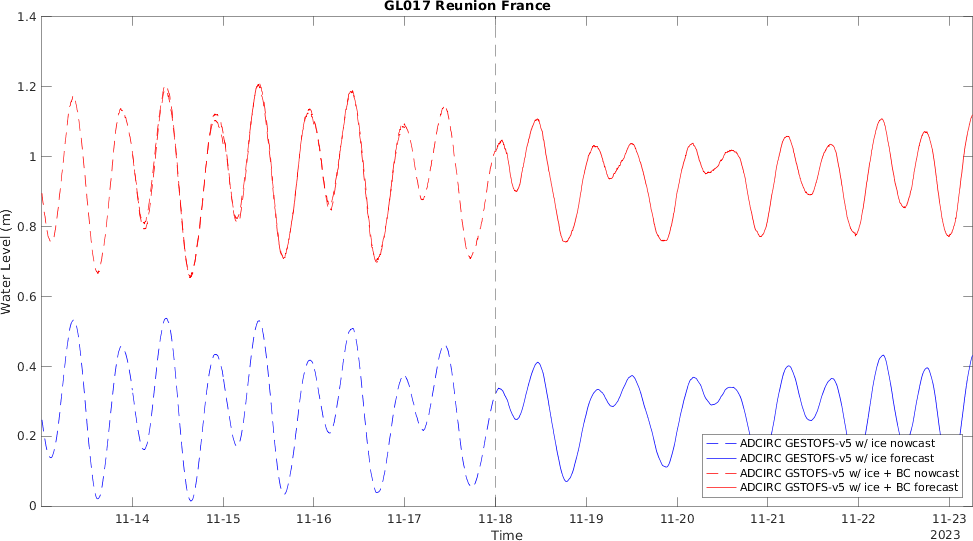 GL017 Reunion France
1.4
1.2
1
0.8
0.6
0.4
0.2
0
Water Level (m)
11-14
11-15
11-16
11-17
11-18
11-19
11-20
11-21
11-22
11-23
2023
Time
ADCIRC GESTOFS-v5 w/ ice nowcast
ADCIRC GESTOFS-v5 w/ ice forecast
ADCIRC GSTOFS-v5 w/ ice + BC nowcast
ADCIRC GSTOFS-v5 w/ ice + BC forecast